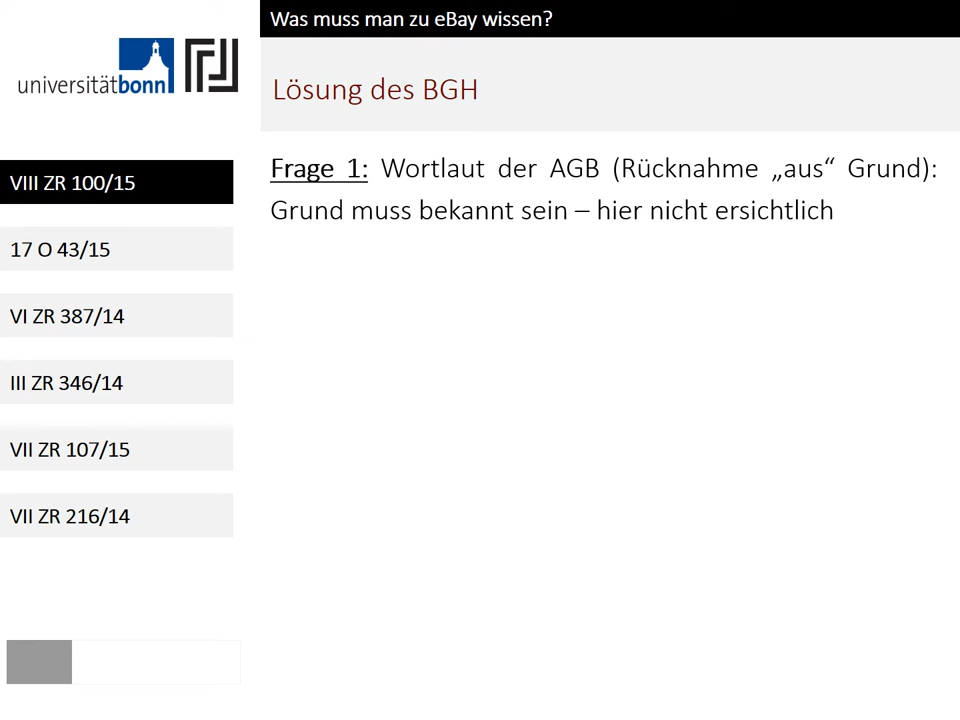 Was muss man zu eBay wissen?
universitätbonn
Lösung des BGH
Frage 1: Wortlaut der AGB (Rücknahme „aus“ Grund):
Grund muss bekannt sein – hier nicht ersichtlich
VIII ZR 100/15
17 O 43/15
VI ZR 387/14
III ZR 346/14
VII ZR 107/15
VII ZR 216/14